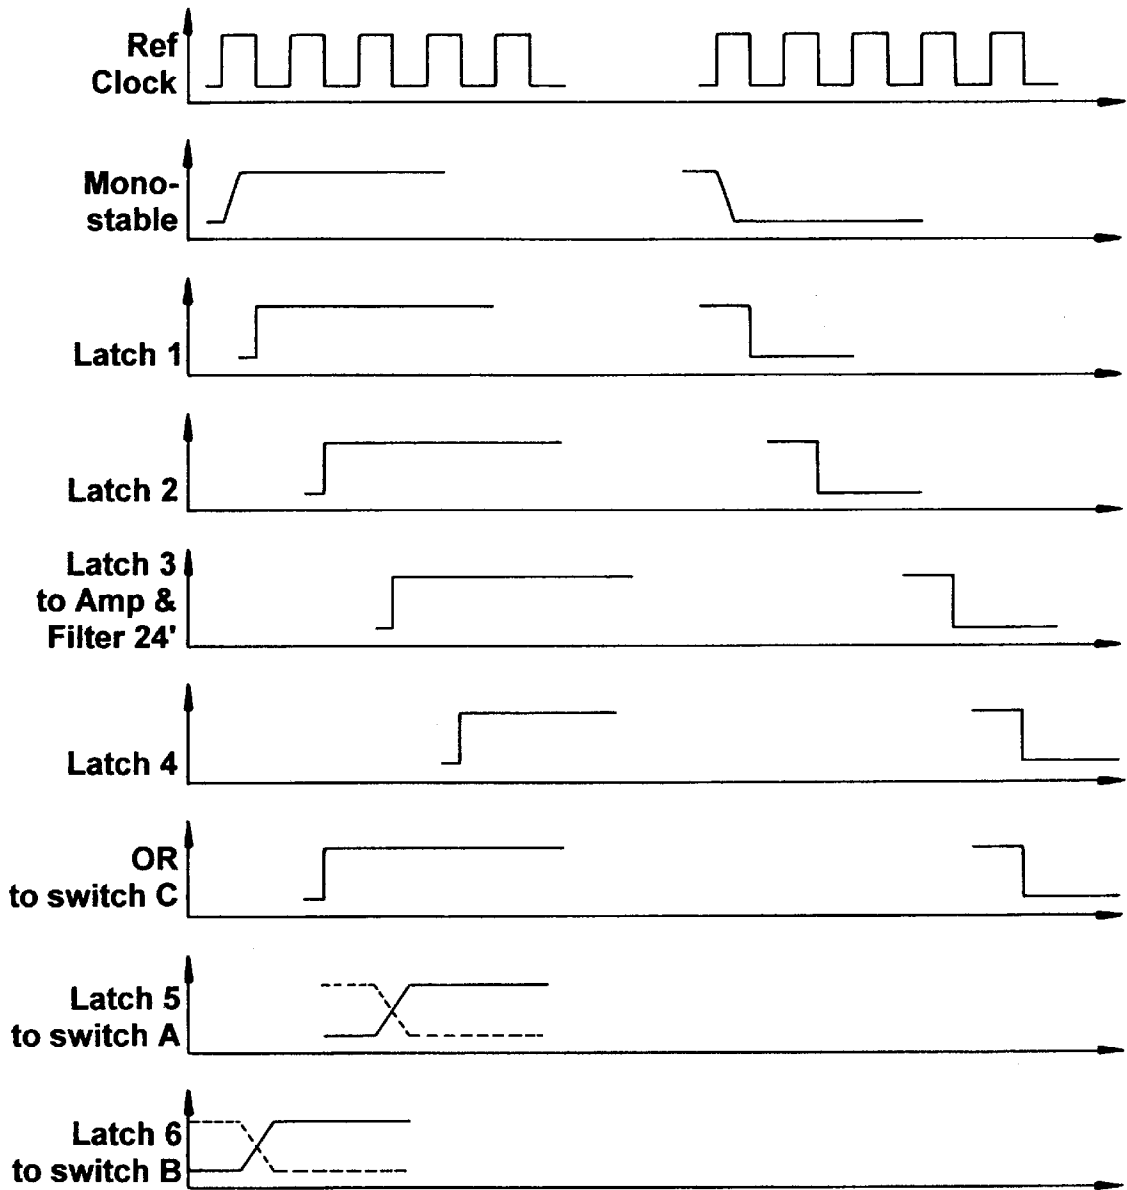 Ref
Clock
Mono-
stable
Latch 1
Latch 2
Latch 3
to Amp &
Filter 24'
Latch 4
OR
to switch C
Latch 5
to switch A
Latch 6
to switch B